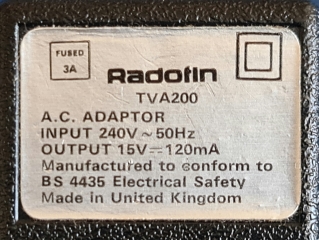 FUSED
3A
Radofin
TVA200
A.C. ADAPTOR
INPUT 240V ~ 50Hz
OUTPUT 15V ⎓ 120mA
Manufactured to conform to
BS 4435 Electrical Safety
Made in United Kingdom